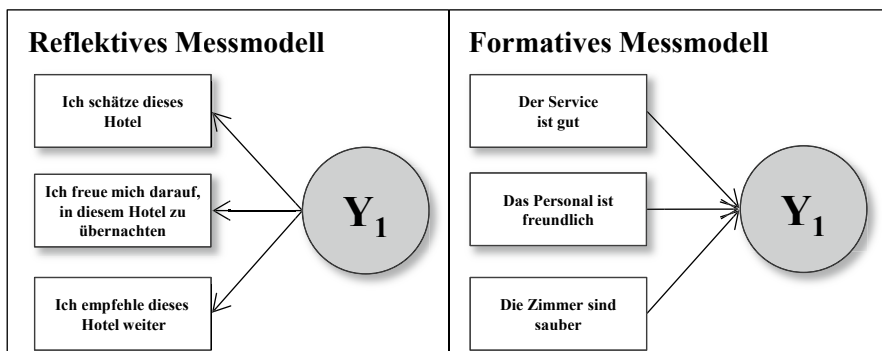 Reflektives Messmodell
Ich schätze dieses
Hotel
Ich freue mich darauf,
in diesem Hotel zu
übernachten
Ich empfehle dieses
Hotel weiter
Y1
Formatives Messmodell
Der Service
ist gut
Das Personal ist
freundlich
Die Zimmer sind
sauber
Y1